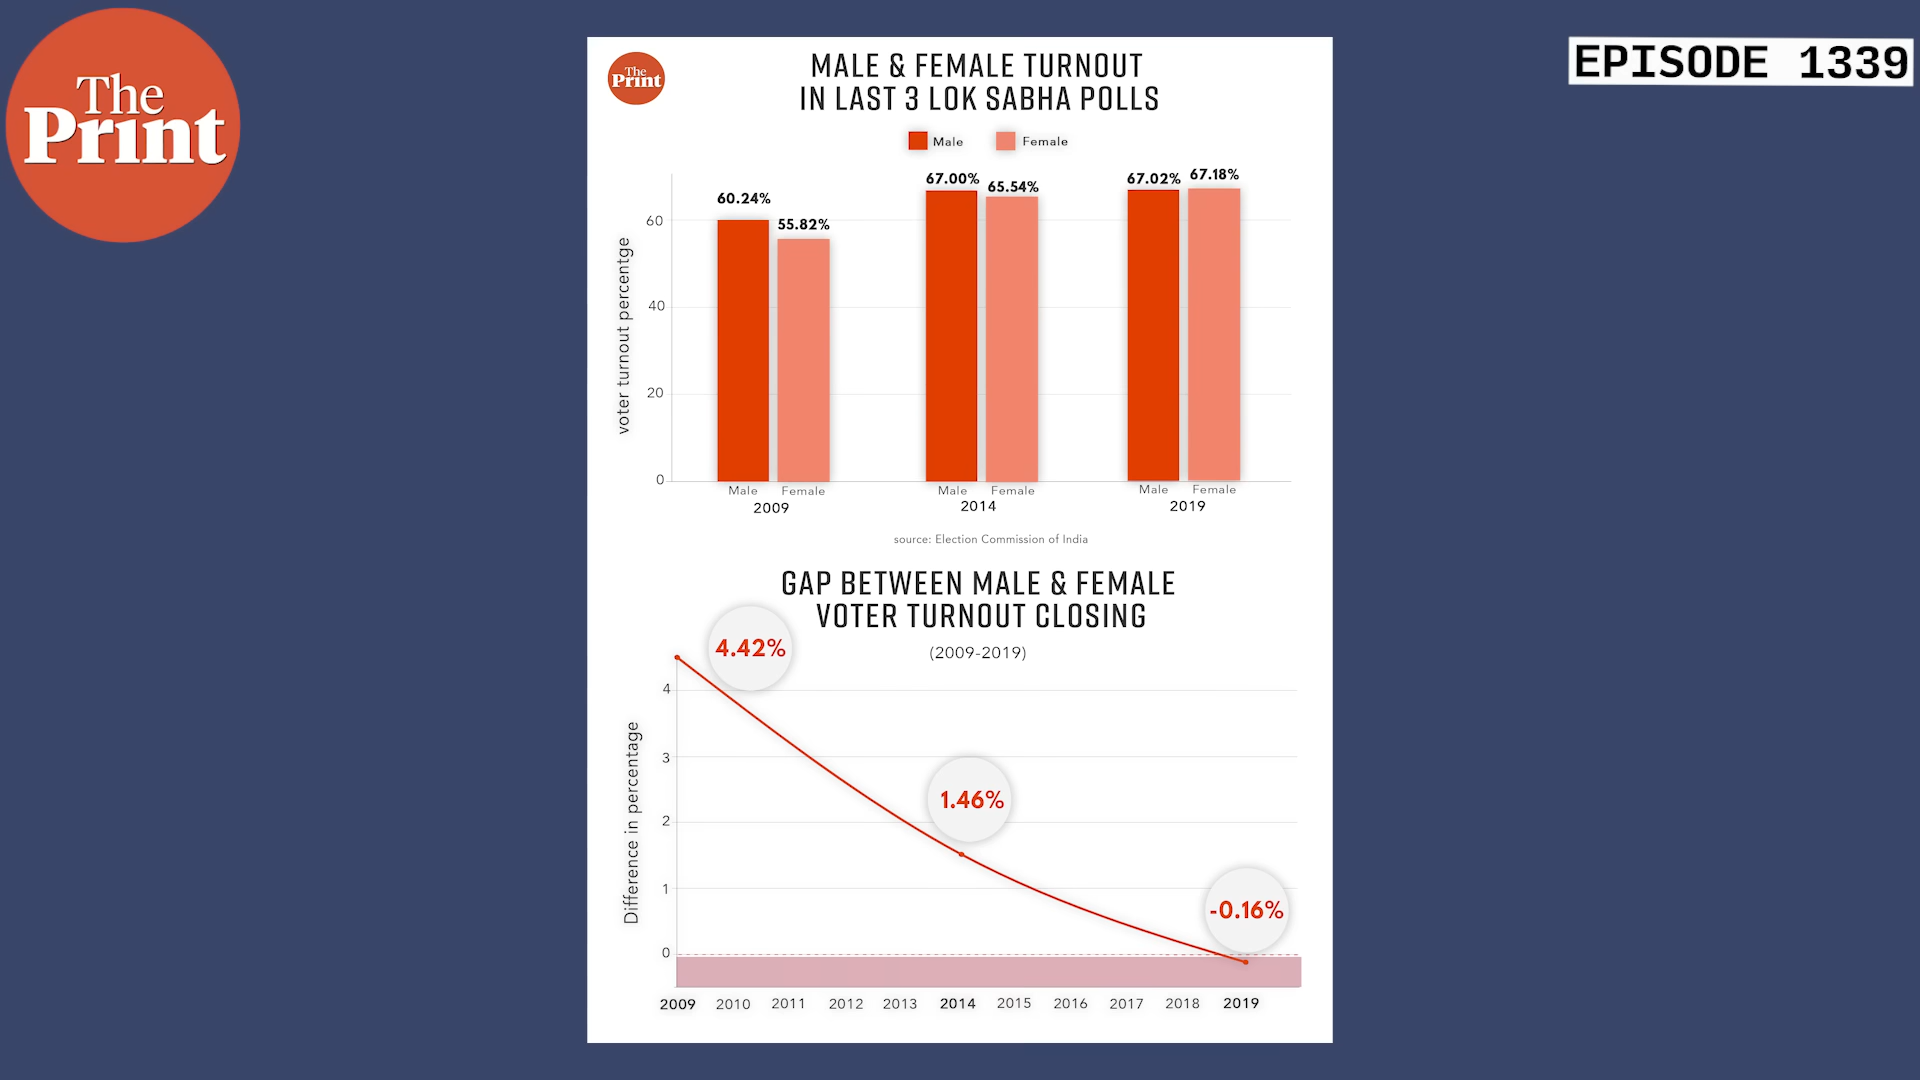 The
Print
EPISODE 1339
The
Print
MALE & FEMALE TURNOUT
IN LAST 3 LOK SABHA POLLS
Male Female
60.24% 55.82% 67.00% 65.54% 67.02% 67.18%
voter turnout percentge
60
40
20
0
Male Female Male Female Male Female
2009 2014 2019
source: Election Commission of India
GAP BETWEEN MALE & FEMALE
VOTER TURNOUT CLOSING
(2009-2019)
4.42%
1.46%
-0.16%
Difference in percentage
4
3
2
1
0
2009 2010 2011 2012 2013 2014 2015 2016 2017 2018 2019